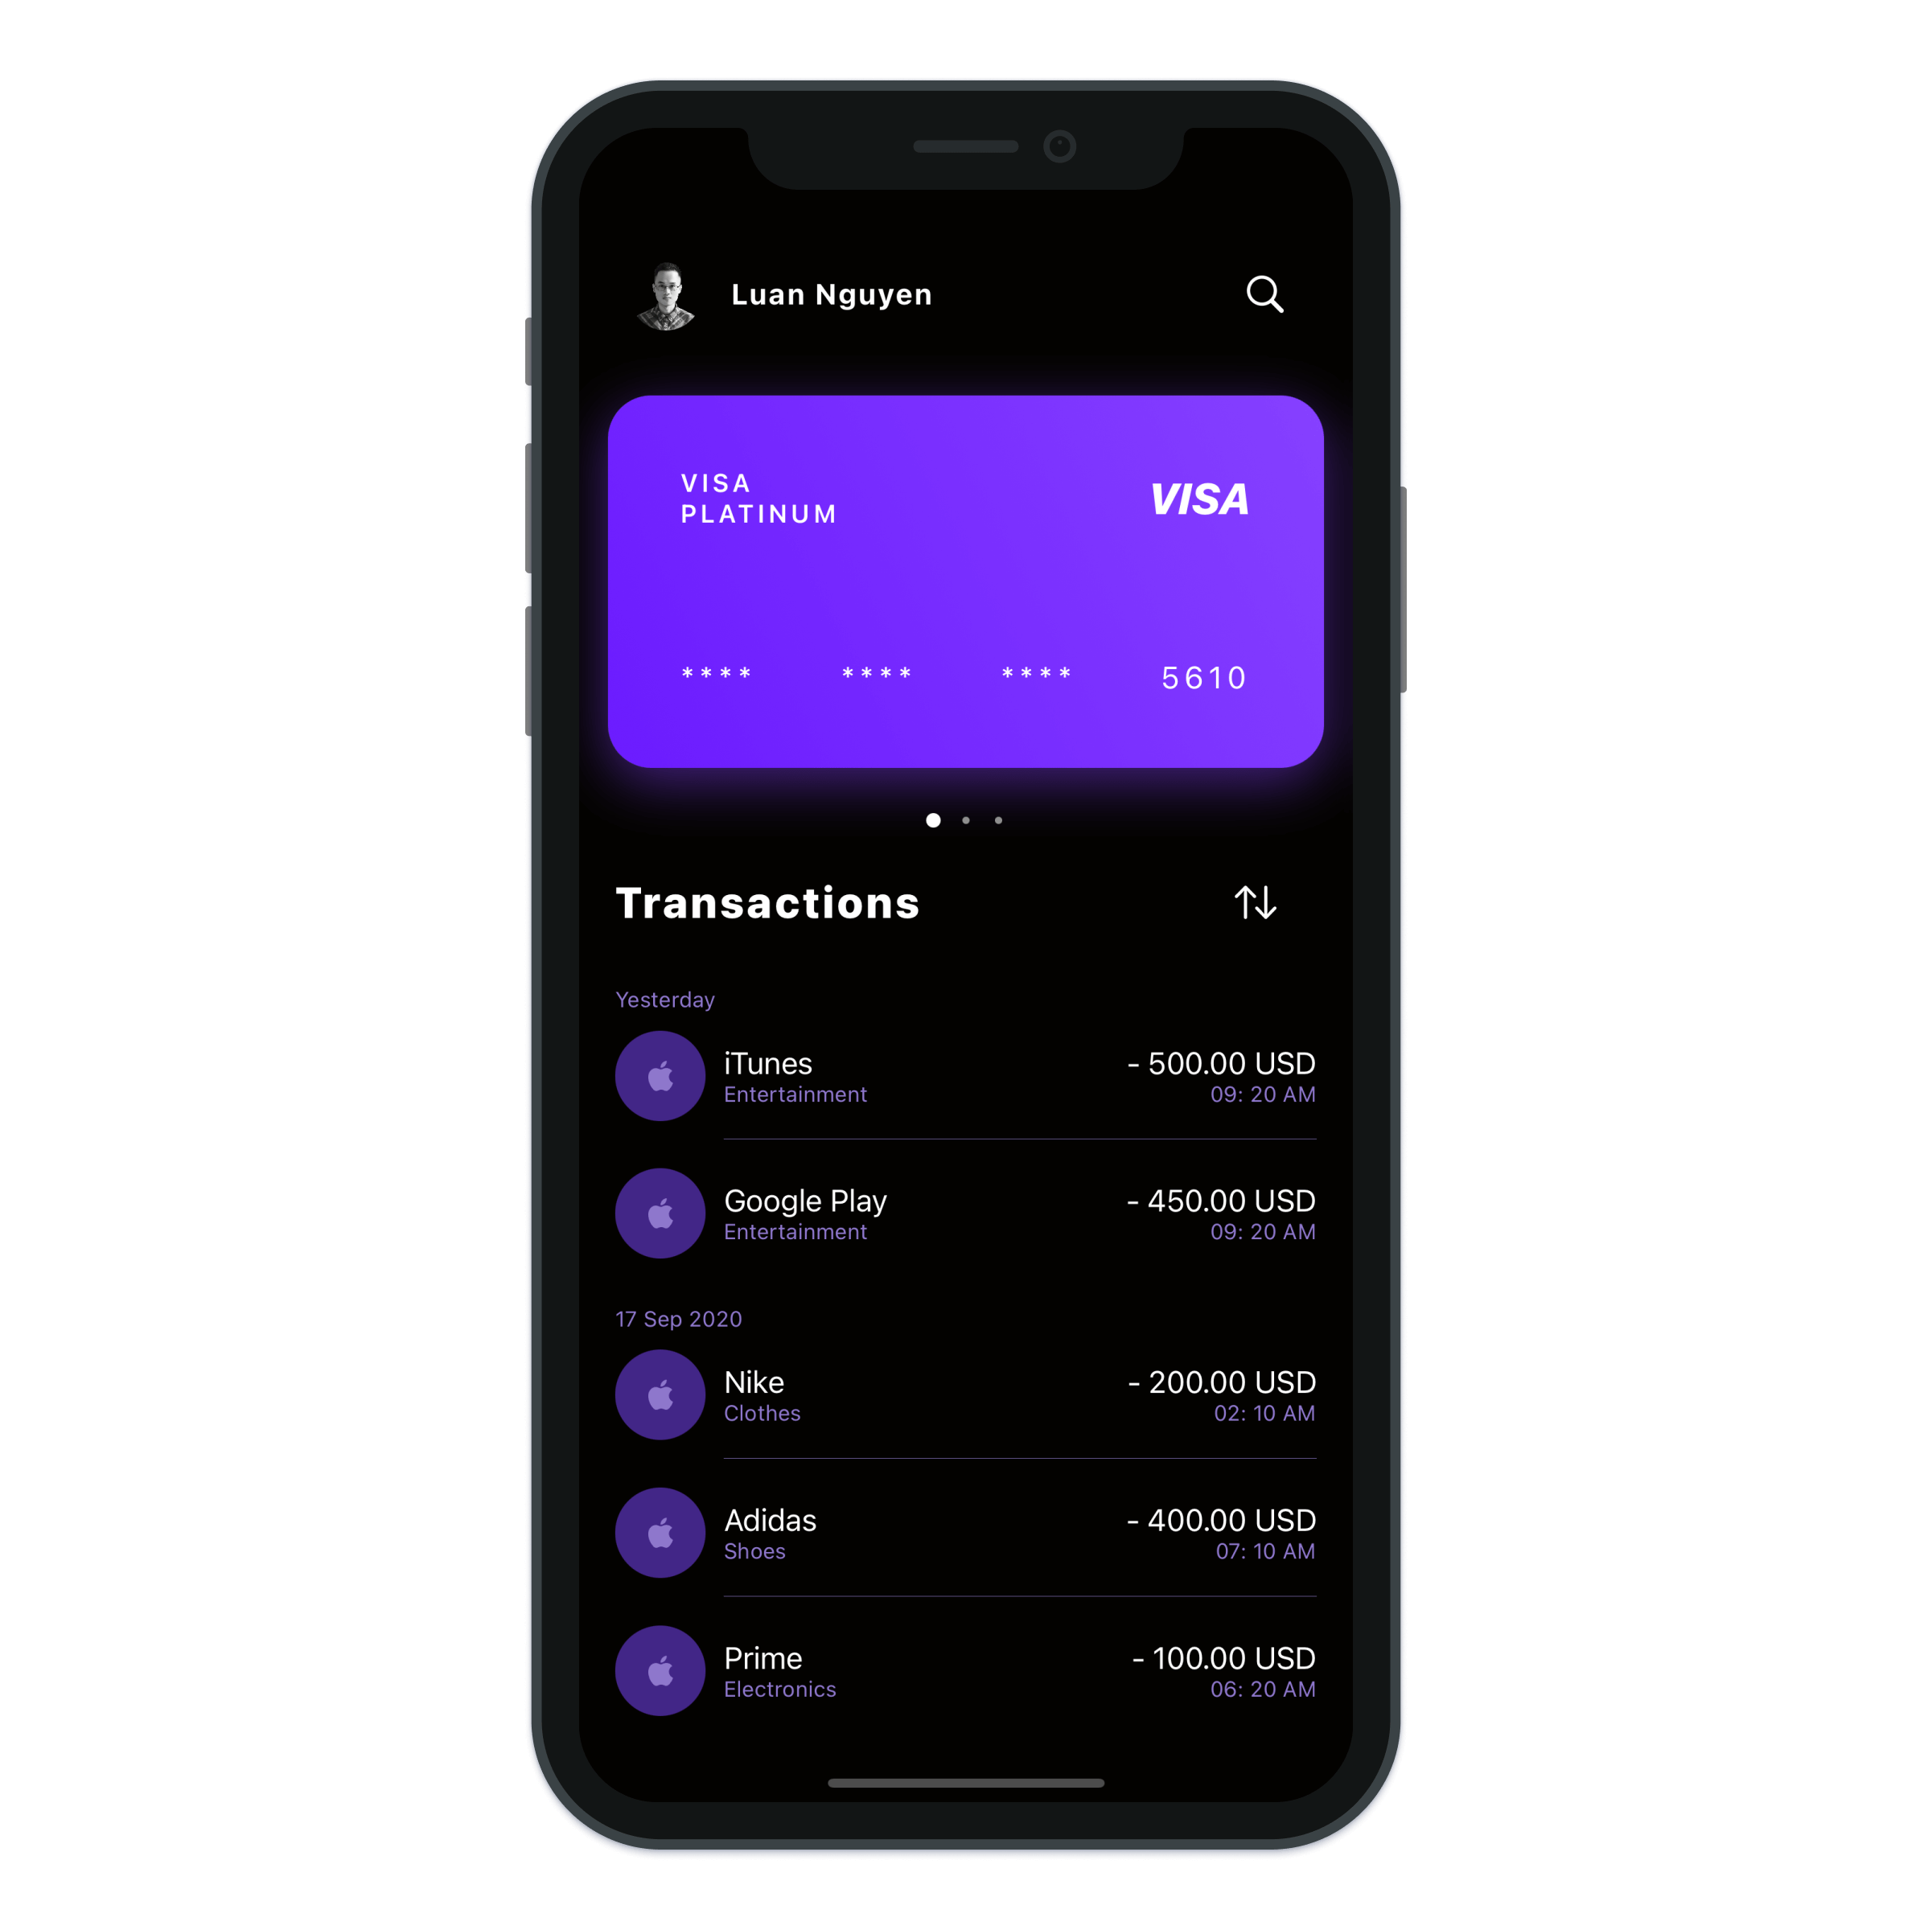 Luan Nguyen
VISA
PLATINUM
VISA
**** **** **** 5610
Transactions
Yesterday
iTunes
- 500.00 USD
Entertainment
09: 20 AM
Google Play
- 450.00 USD
Entertainment
09: 20 AM
17 Sep 2020
Nike
- 200.00 USD
Clothes
02: 10 AM
Adidas
- 400.00 USD
Shoes
07: 10 AM
Prime
- 100.00 USD
Electronics
06: 20 AM